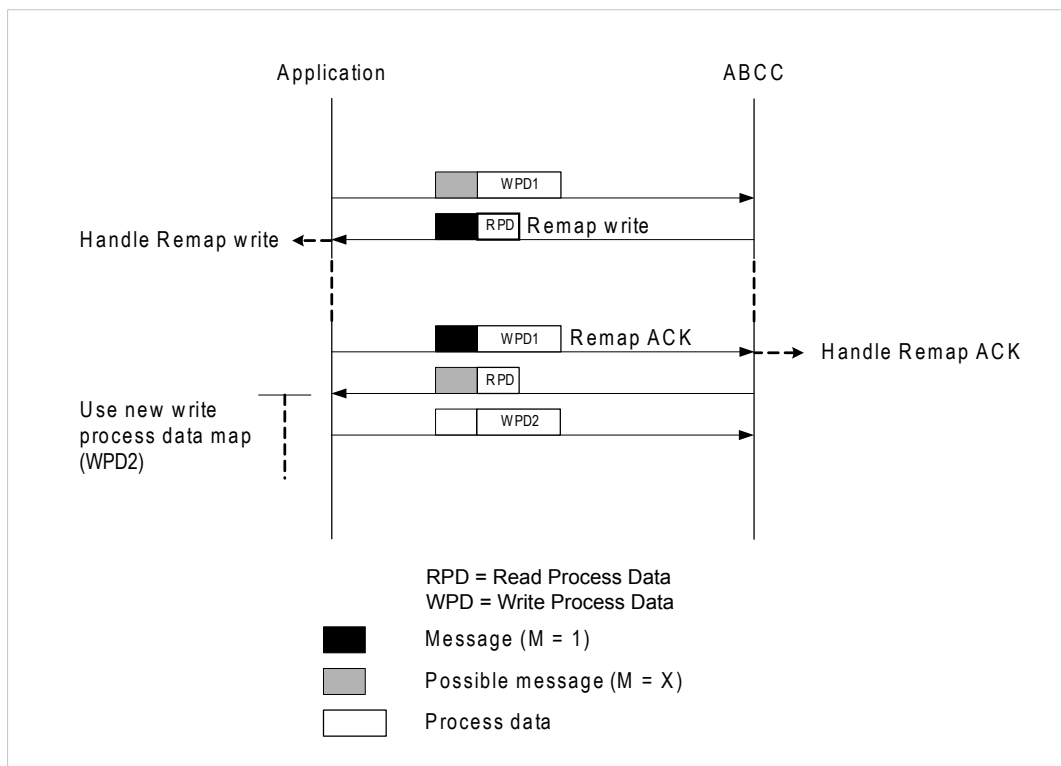 Application
ABCC
WPD1
RPD Remap write
Handle Remap write
WPD1 Remap ACK
Handle Remap ACK
RPD
Use new write
process data map
(WPD2)
WPD2
RPD = Read Process Data
WPD = Write Process Data
Message (M = 1)
Possible message (M = X)
Process data